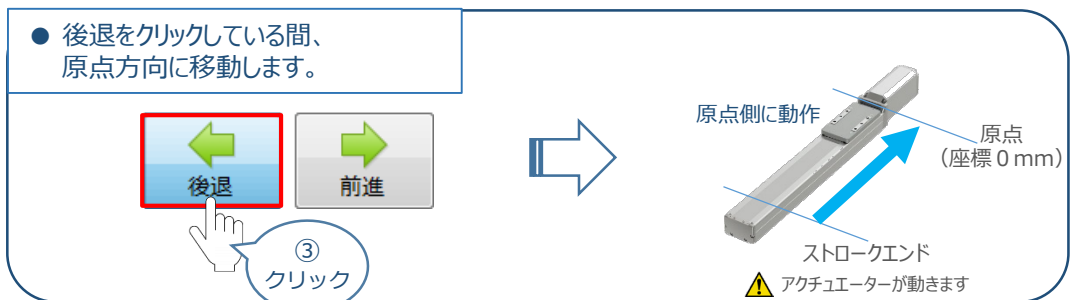 ● 後退をクリックしている間、
原点方向に移動します。
後退
前進
③
クリック
原点側に動作
原点
（座標０mm）
ストロークエンド
アクチュエーターが動きます